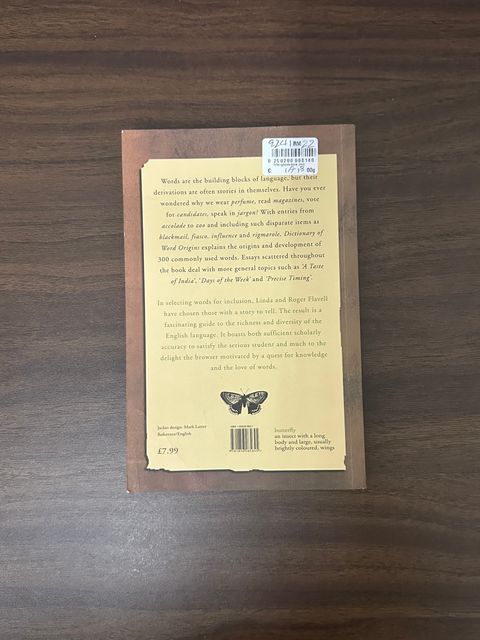 RM 22
Words are the building blocks of language, but their
derivations are often stories in themselves. Have you ever
wondered why we wear perfume, read magazines, vote
for candidates, speak in jargon? With entries from
accolade to zoo and including such disparate items as
blackmail, fiasco, influence and rigmarole, Dictionary of
Word Origins explains the origins and development of
300 commonly used words. Essays scattered throughout
the book deal with more general topics such as 'A Taste
of India', 'Days of the Week' and 'Precise Timing'.
In selecting words for inclusion, Linda and Roger Flavell
have chosen those with a story to tell. The result is a
fascinating guide to the richness and diversity of the
English language. It boasts both sufficient scholarly
accuracy to satisfy the serious student and much to
the delight the browser motivated by a quest for knowledge
and the love of words.
Jacket design: Mark Latter
Reference/English
£7.99
butterfly
an insect with a long
body and large, usually
brightly coloured, wings